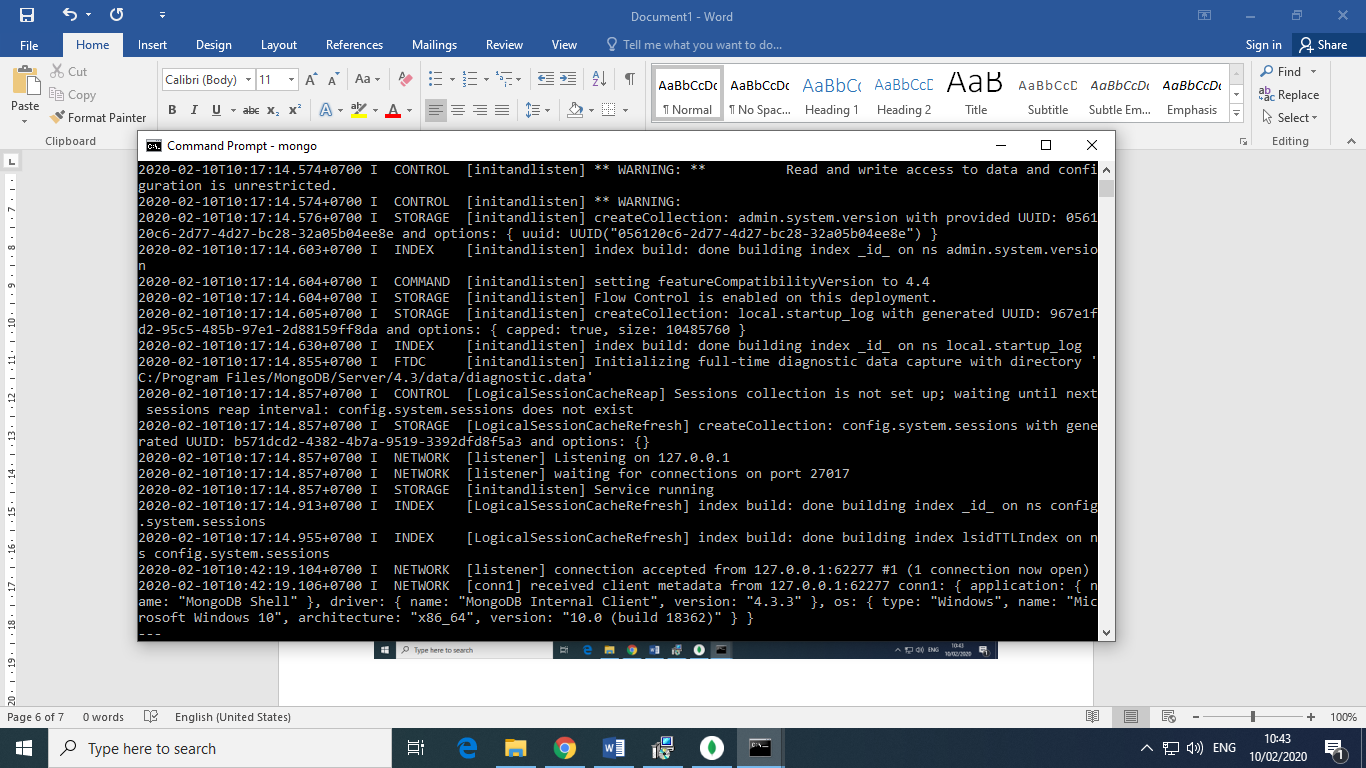 Document1 - Word
File Home Insert Design Layout References Mailings Review View Tell me what you want to do... Sign in Share
Paste
Cut
Copy
Format Painter
Clipboard
Calibri (Body) 11
AaBbCcDc AaBbCcDc AaBbCc AaBbCcD AaB AaBbCcD AaBbCcDc AaBbCcDc
¶ Normal ¶ No Spac... Heading 1 Heading 2 Title Subtitle Subtle Em... Emphasis
Find
Replace
Select
Editing
Command Prompt - mongo
2020-02-10T10:17:14.574+0700 I  CONTROL  [initandlisten] ** WARNING: **          Read and write access to data and confi
guration is unrestricted.
2020-02-10T10:17:14.574+0700 I  CONTROL  [initandlisten] ** WARNING:
2020-02-10T10:17:14.576+0700 I  STORAGE  [initandlisten] createCollection: admin.system.version with provided UUID: 0561
20c6-2d77-4d27-bc28-32a05b04ee8e and options: { uuid: UUID("056120c6-2d77-4d27-bc28-32a05b04ee8e") }
2020-02-10T10:17:14.603+0700 I  INDEX    [initandlisten] index build: done building index _id_ on ns admin.system.versio
n
2020-02-10T10:17:14.604+0700 I  COMMAND  [initandlisten] setting featureCompatibilityVersion to 4.4
2020-02-10T10:17:14.604+0700 I  STORAGE  [initandlisten] Flow Control is enabled on this deployment.
2020-02-10T10:17:14.605+0700 I  STORAGE  [initandlisten] createCollection: local.startup_log with generated UUID: 967e1f
d2-95c5-485b-97e1-2d88159ff8da and options: { capped: true, size: 10485760 }
2020-02-10T10:17:14.630+0700 I  INDEX    [initandlisten] index build: done building index _id_ on ns local.startup_log
2020-02-10T10:17:14.855+0700 I  FTDC     [initandlisten] Initializing full-time diagnostic data capture with directory '
C:/Program Files/MongoDB/Server/4.3/data/diagnostic.data'
2020-02-10T10:17:14.857+0700 I  CONTROL  [LogicalSessionCacheReap] Sessions collection is not set up; waiting until next
 sessions reap interval: config.system.sessions does not exist
2020-02-10T10:17:14.857+0700 I  STORAGE  [LogicalSessionCacheRefresh] createCollection: config.system.sessions with gene
rated UUID: b571dcd2-4382-4b7a-9519-3392dfd8f5a3 and options: {}
2020-02-10T10:17:14.857+0700 I  NETWORK  [listener] Listening on 127.0.0.1
2020-02-10T10:17:14.857+0700 I  NETWORK  [listener] waiting for connections on port 27017
2020-02-10T10:17:14.857+0700 I  STORAGE  [initandlisten] Service running
2020-02-10T10:17:14.913+0700 I  INDEX    [LogicalSessionCacheRefresh] index build: done building index _id_ on ns config
.system.sessions
2020-02-10T10:17:14.955+0700 I  INDEX    [LogicalSessionCacheRefresh] index build: done building index lsidTTLIndex on n
s config.system.sessions
2020-02-10T10:42:19.104+0700 I  NETWORK  [listener] connection accepted from 127.0.0.1:62277 #1 (1 connection now open)
2020-02-10T10:42:19.106+0700 I  NETWORK  [conn1] received client metadata from 127.0.0.1:62277 conn1: { application: { n
ame: "MongoDB Shell" }, driver: { name: "MongoDB Internal Client", version: "4.3.3" }, os: { type: "Windows", name: "Mic
rosoft Windows 10", architecture: "x86_64", version: "10.0 (build 18362)" } }
---
Type here to search ENG 10:43
10/02/2020
Page 6 of 7 0 words English (United States) 100%
Type here to search ENG 10:43
10/02/2020